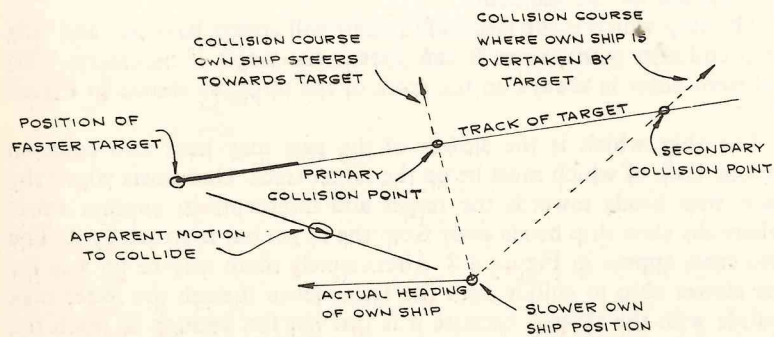 COLLISION COURSE
OWN SHIP STEERS
TOWARDS TARGET
COLLISION COURSE
WHERE OWN SHIP IS
OVERTAKEN BY
TARGET
POSITION OF
FASTER TARGET
TRACK OF TARGET
PRIMARY
COLLISION POINT
SECONDARY
COLLISION POINT
APPARENT MOTION
TO COLLIDE
ACTUAL HEADING
OF OWN SHIP
SLOWER OWN
SHIP POSITION